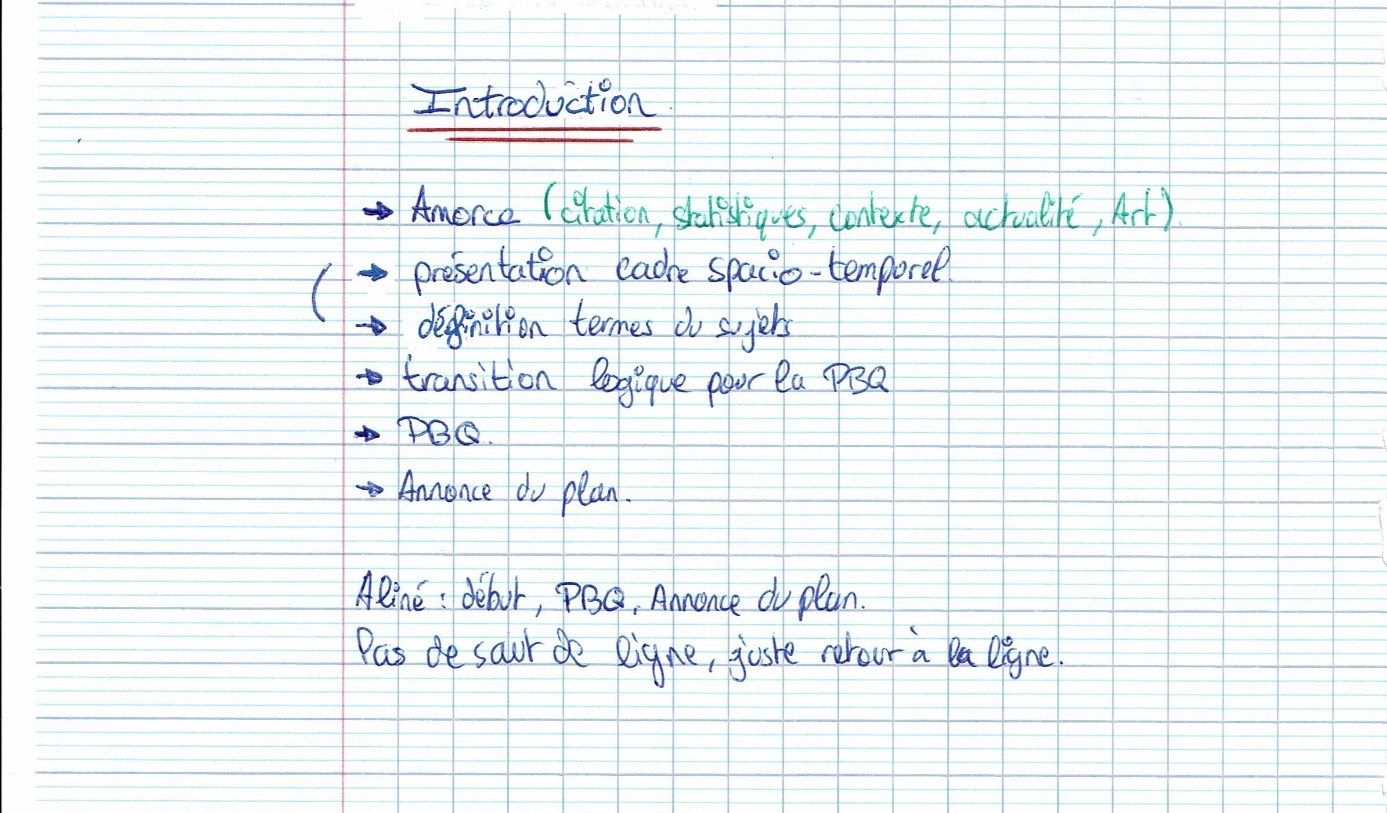 Introduction
→ Amorce (citation, statistiques, contexte, actualité, Art).
→ présentation cadre spacio-temporel.
→ définition termes du sujets
→ transition logique pour la PBQ
→ PBQ.
→ Annonce du plan.
Aliné : début, PBQ, Annonce du plan.
Pas de saut de ligne, juste retour à la ligne.